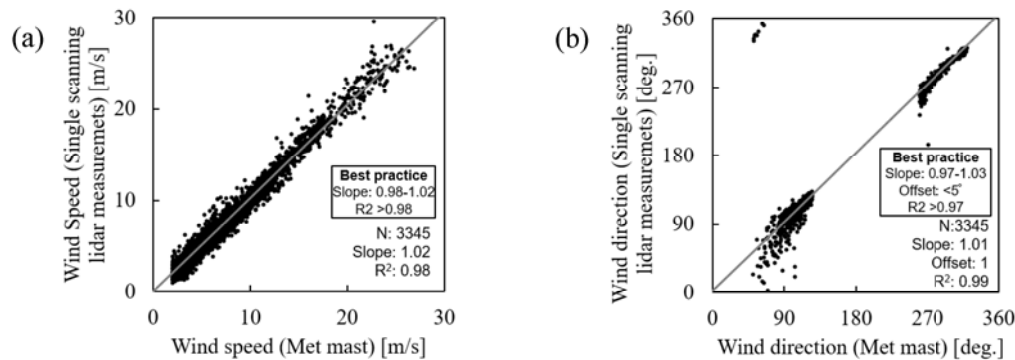 (a)
Wind Speed (Single scanning
lidar measuremets) [m/s]
30
20
10
0
Best practice
Slope: 0.98-1.02
R2 >0.98
N: 3345
Slope: 1.02
R²: 0.98
0 10 20 30
Wind speed (Met mast) [m/s]
(b)
Wind direction (Single scanning
lidar measuremets) [deg.]
360
270
180
90
0
Best practice
Slope: 0.97-1.03
Offset: <5°
R2 >0.97
N:3345
Slope: 1.01
Offset: 1
R²: 0.99
0 90 180 270 360
Wind direction (Met mast) [deg.]